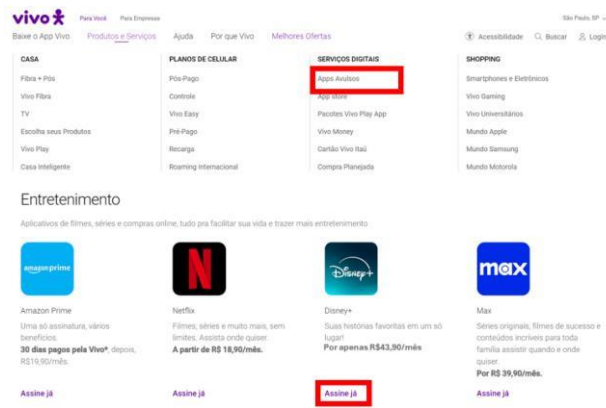 vivo
Para Você
Para Empresas
São Paulo, SP
Baixe o App Vivo
Produtos e Serviços
Ajuda
Por que Vivo
Melhores Ofertas
Acessibilidade
Buscar
Login
CASA
Fibra + Pós
Vivo Fibra
TV
Escolha seus Produtos
Vivo Play
Casa Inteligente
PLANOS DE CELULAR
Pós-Pago
Controle
Vivo Easy
Pré-Pago
Recarga
Roaming Internacional
SERVIÇOS DIGITAIS
Apps Avulsos
App Store
Pacotes Vivo Play App
Vivo Money
Cartão Vivo Itaú
Compra Planejada
SHOPPING
Smartphones e Eletrônicos
Vivo Gaming
Vivo Universitários
Mundo Apple
Mundo Samsung
Mundo Motorola
Entretenimento
Aplicativos de filmes, séries e compras online, tudo pra facilitar sua vida e trazer mais entretenimento
amazon prime
Amazon Prime
Uma só assinatura, vários
benefícios.
30 dias pagos pela Vivo*, depois,
R$19,90/mês.
Assine já
N
Netflix
Filmes, séries e muito mais, sem
limites. Assista onde quiser.
A partir de R$ 18,90/mês.
Assine já
Disney+
Disney+
Suas histórias favoritas em um só
lugar!
Por apenas R$43,90/mês
Assine já
max
Max
Séries originais, filmes de sucesso e
conteúdos incríveis para toda
família assistir quando e onde
quiser.
Por R$ 39,90/mês.
Assine já